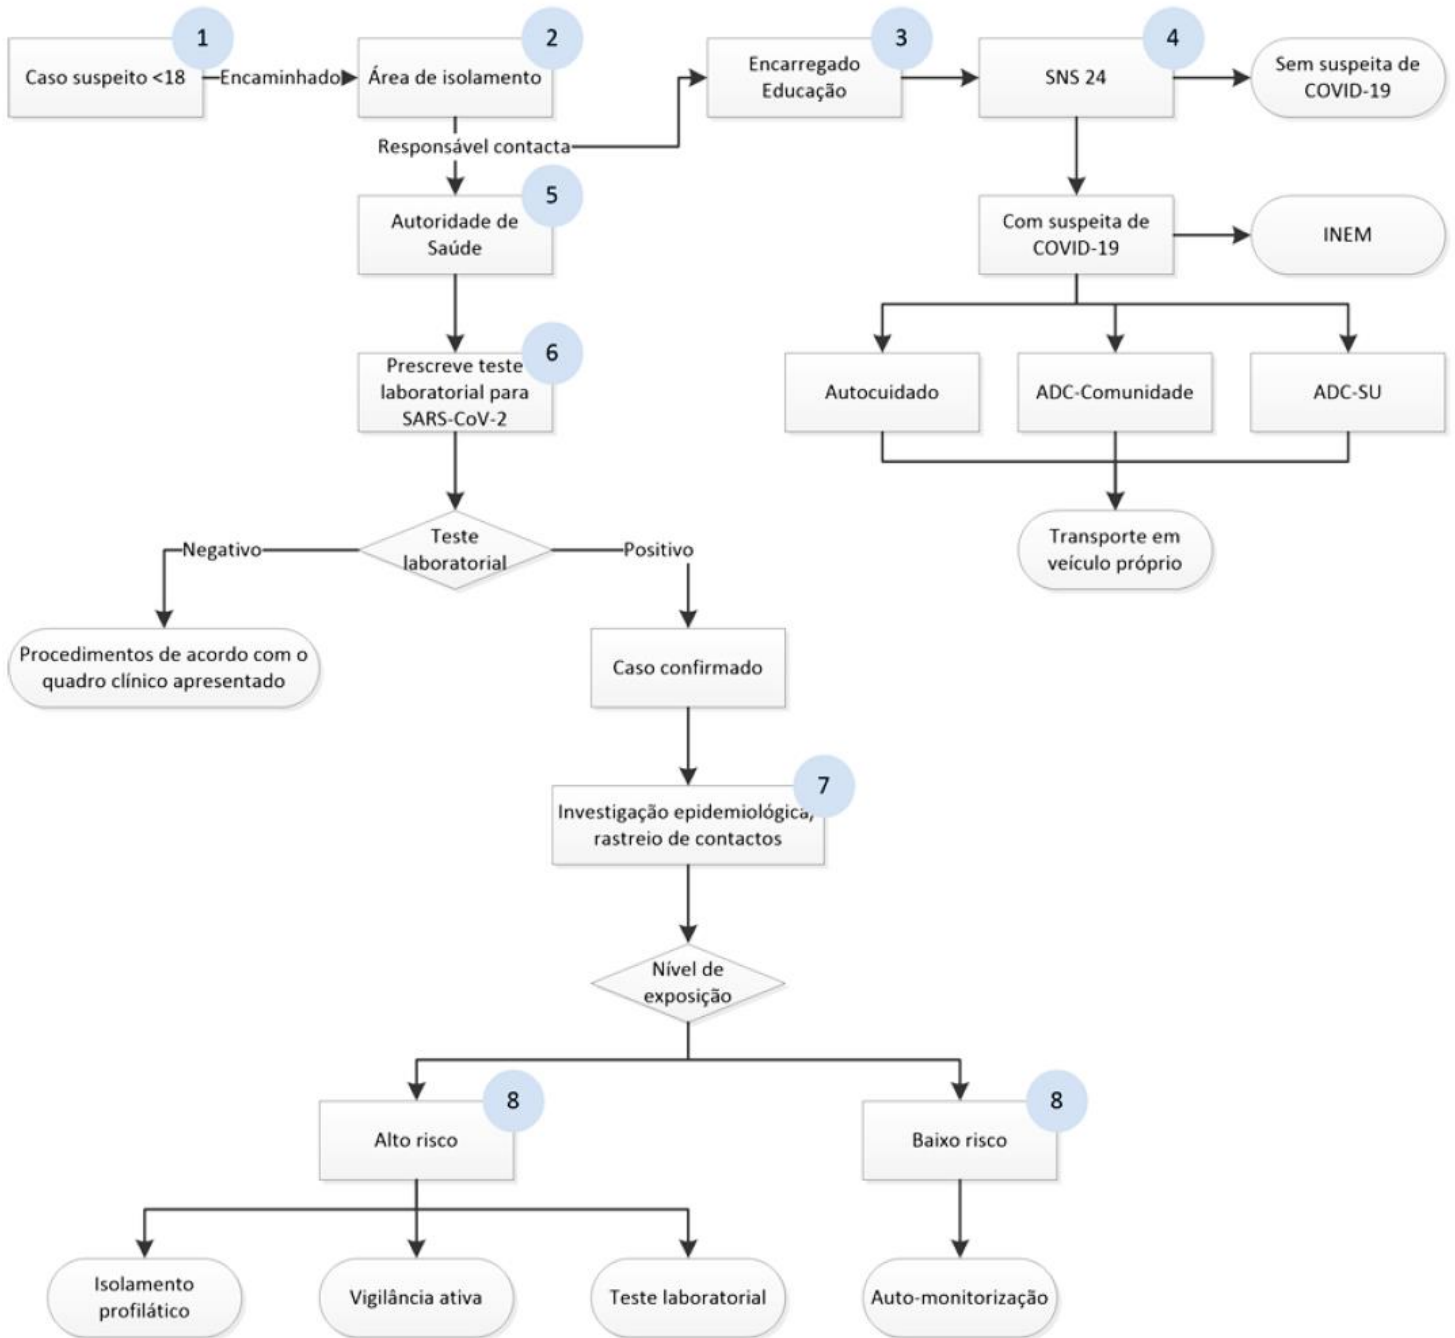 1
Caso suspeito <18
Encaminhado
2
Área de isolamento
3
Encarregado
Educação
4
SNS 24
Sem suspeita de
COVID-19
Responsável contacta
5
Autoridade de
Saúde
Com suspeita de
COVID-19
INEM
6
Prescreve teste
laboratorial para
SARS-CoV-2
Autocuidado
ADC-Comunidade
ADC-SU
Teste
laboratorial
Negativo
Positivo
Transporte em
veículo próprio
Procedimentos de acordo com o
quadro clínico apresentado
Caso confirmado
7
Investigação epidemiológica,
rastreio de contactos
Nível de
exposição
8
Alto risco
8
Baixo risco
Isolamento
profilático
Vigilância ativa
Teste laboratorial
Auto-monitorização